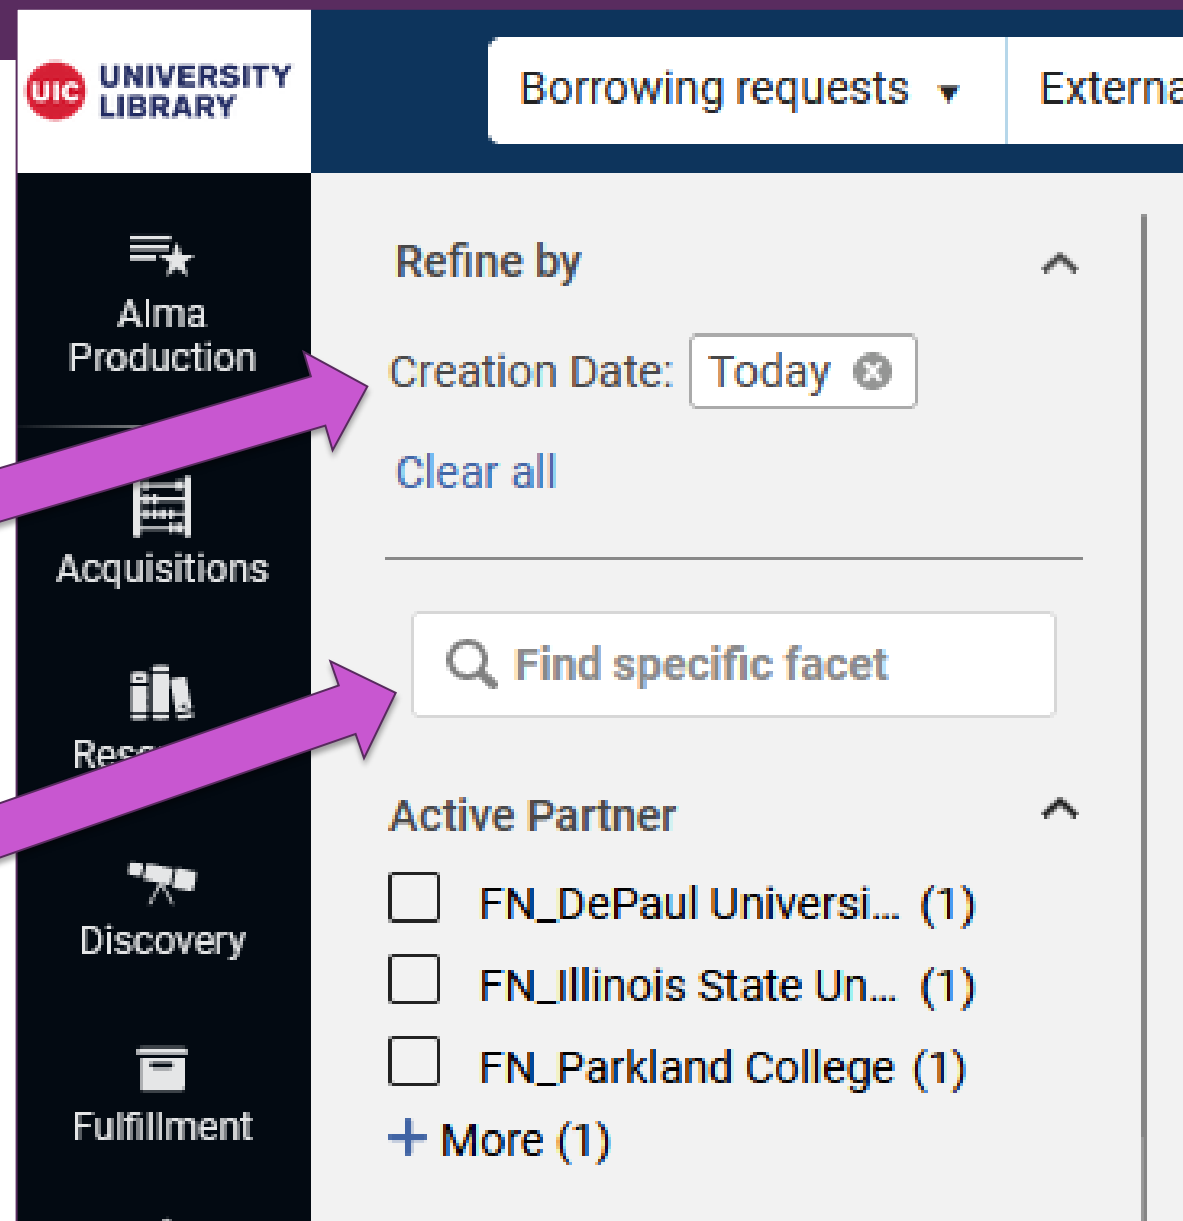 UIC UNIVERSITY
LIBRARY
Borrowing requests
Alma
Production
Acquisitions
Discovery
Fulfillment
Refine by
Creation Date: Today
Clear all
Find specific facet
Active Partner
FN_DePaul Universi... (1)
FN_Illinois State Un... (1)
FN_Parkland College (1)
+ More (1)